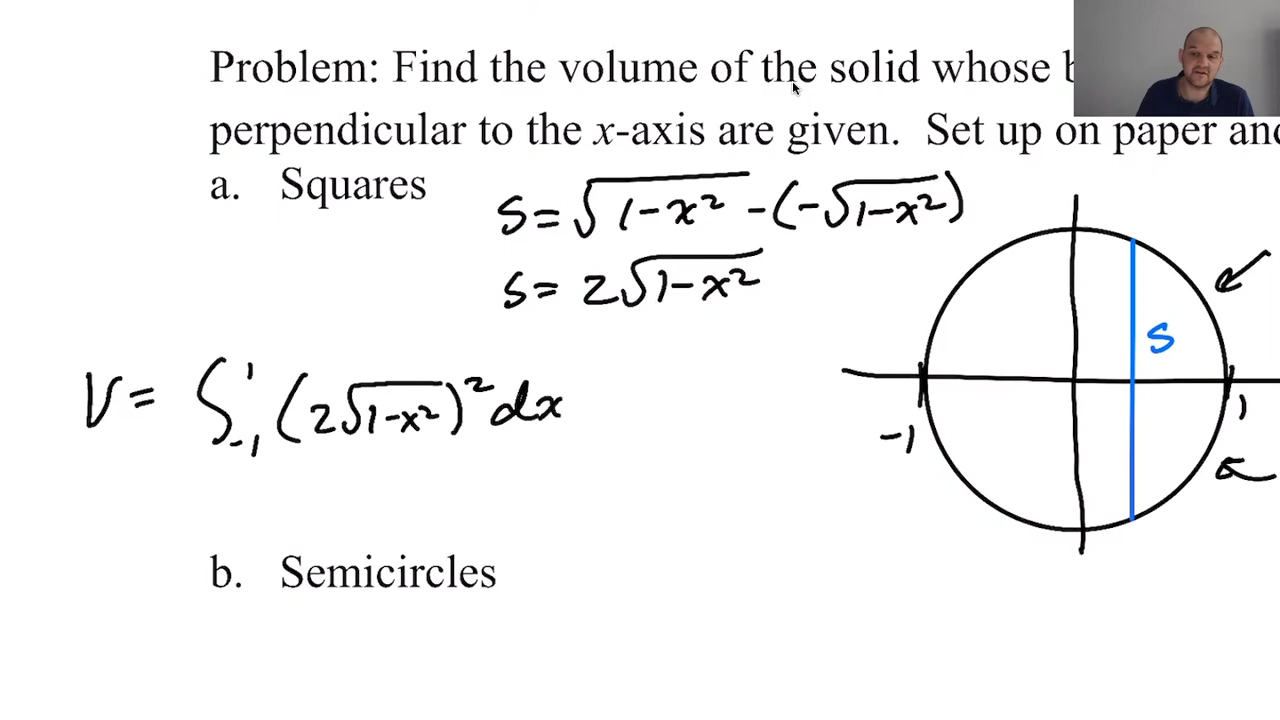 Problem: Find the volume of the solid whose
perpendicular to the x-axis are given. Set up on paper and
a. Squares
s = √(1-x²) - (-√(1-x²))
s = 2√(1-x²)
s
V = ∫₋₁¹ (2√(1-x²))² dx
-1
1
b. Semicircles